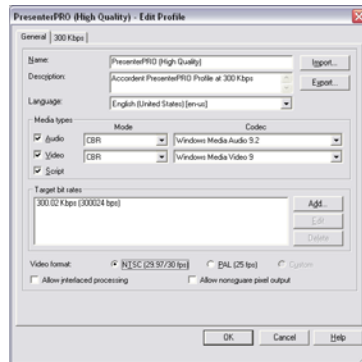 PresenterPRO (High Quality) - Edit Profile
General 300 Kbps
Name: PresenterPRO (High Quality) Import...
Description: Accordent PresenterPRO Profile at 300 Kbps Export...
Language: English (United States) [en-us]
Media types
Mode Codec
Audio CBR Windows Media Audio 9.2
Video CBR Windows Media Video 9
Script
Target bit rates
300.02 Kbps (300024 bps) Add...
Edit
Delete
Video format: NTSC (29.97/30 fps) PAL (25 fps) Custom
Allow interlaced processing Allow nonsquare pixel output
OK Cancel Help